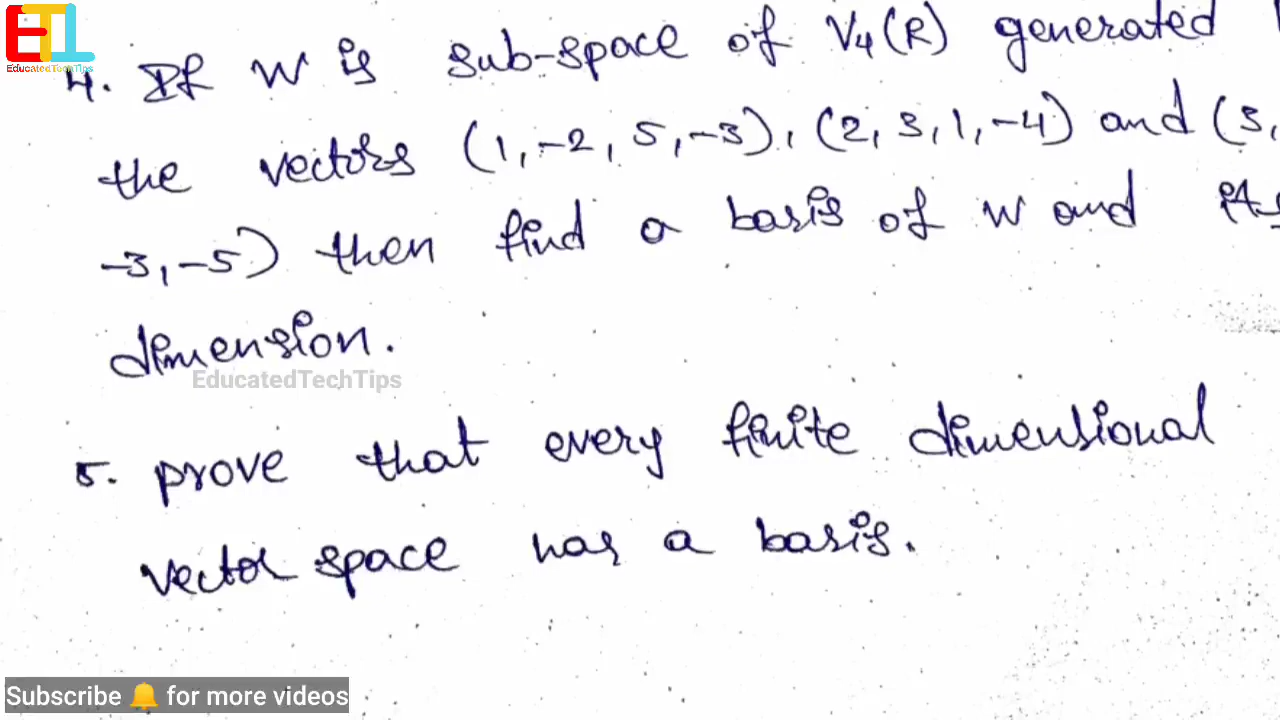 ETL
EducatedTechTips
4. If W is sub-space of V₄(R) generated
the vectors (1, -2, 5, -3), (2, 3, 1, -4) and (3,
-3, -5) then find a basis of W and its
dimension.
EducatedTechTips
5. prove that every finite dimensional
vector space has a basis.
Subscribe 🔔 for more videos